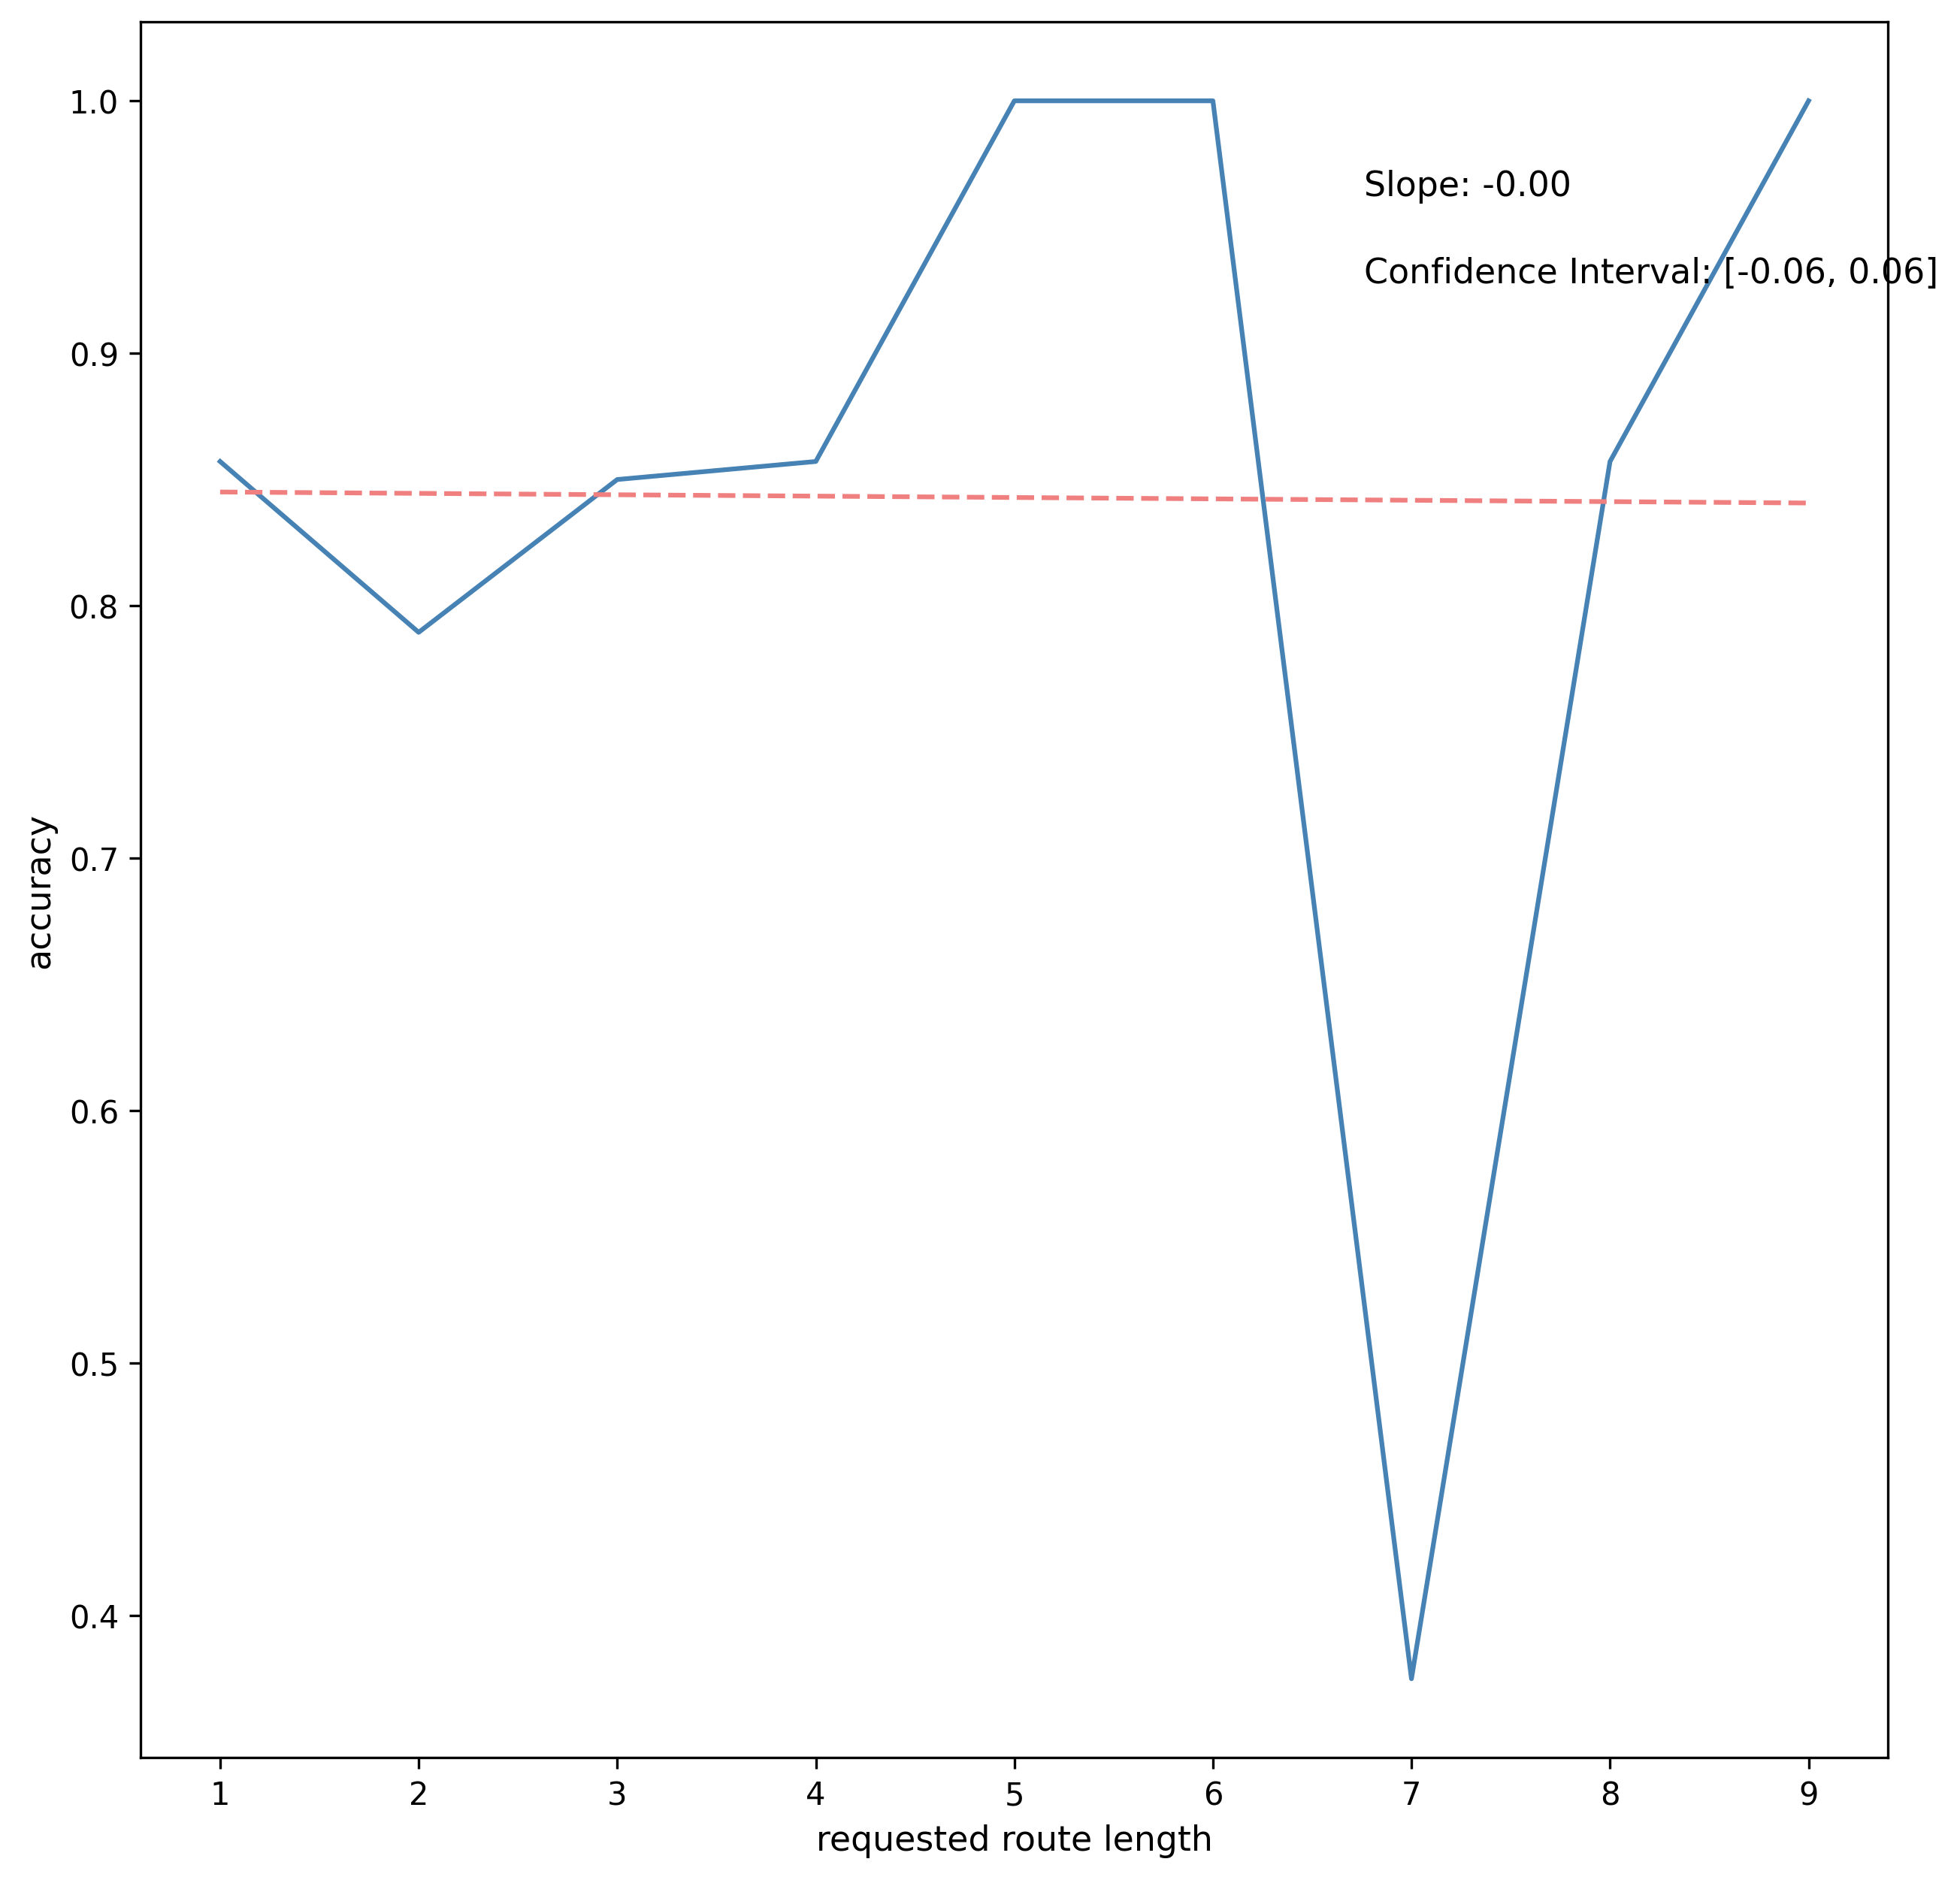 1.0
Slope: -0.00
Confidence Interval: [-0.06, 0.06]
0.9
0.8
0.7
0.6
0.5
0.4
accuracy
1 2 3 4 5 6 7 8 9
requested route length